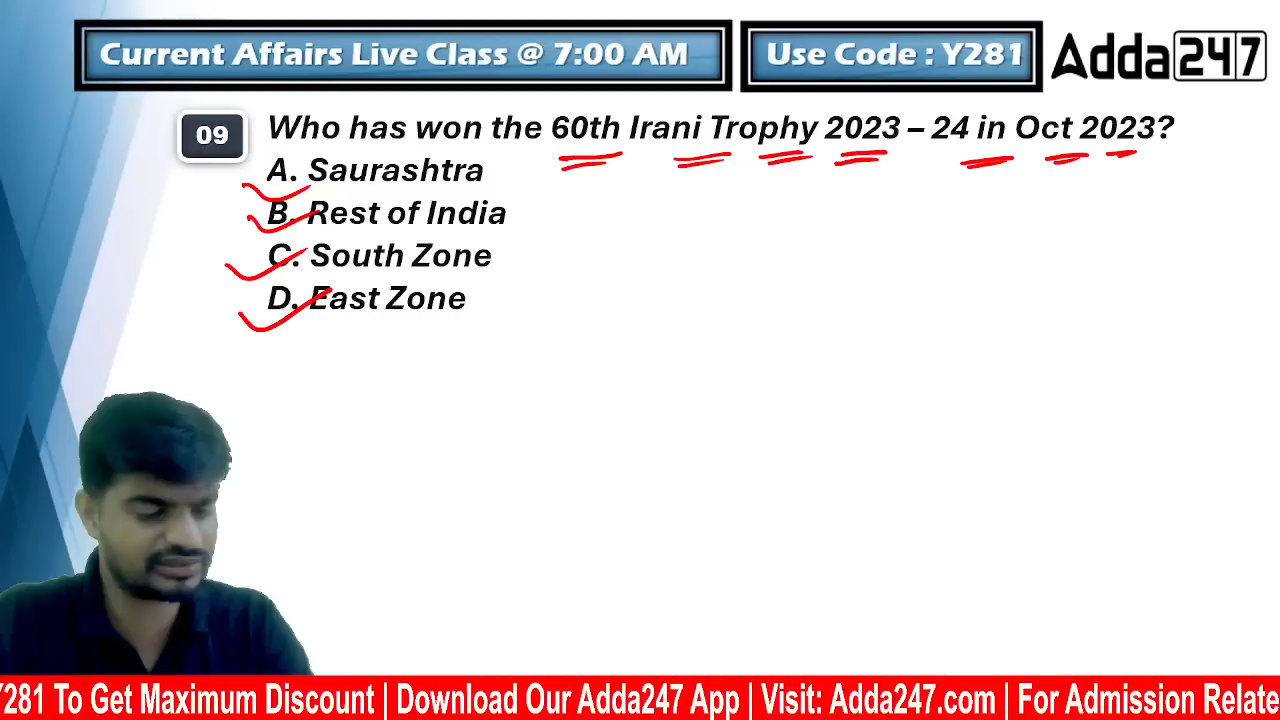 Current Affairs Live Class @ 7:00 AM
Use Code : Y281
Adda247
09
Who has won the 60th Irani Trophy 2023 – 24 in Oct 2023?
A. Saurashtra
B. Rest of India
C. South Zone
D. East Zone
Y281 To Get Maximum Discount | Download Our Adda247 App | Visit: Adda247.com | For Admission Relate